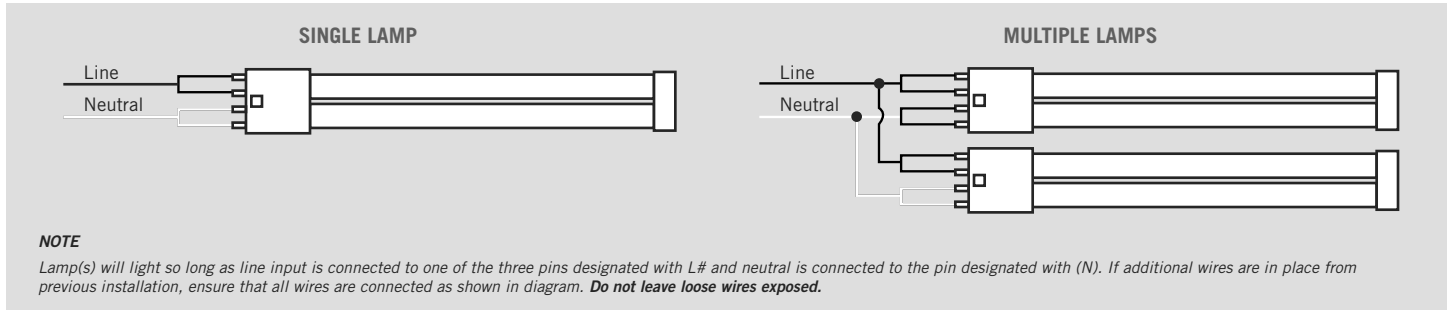 SINGLE LAMP
Line
Neutral
MULTIPLE LAMPS
Line
Neutral
NOTE
Lamp(s) will light so long as line input is connected to one of the three pins designated with L# and neutral is connected to the pin designated with (N). If additional wires are in place from
previous installation, ensure that all wires are connected as shown in diagram. Do not leave loose wires exposed.